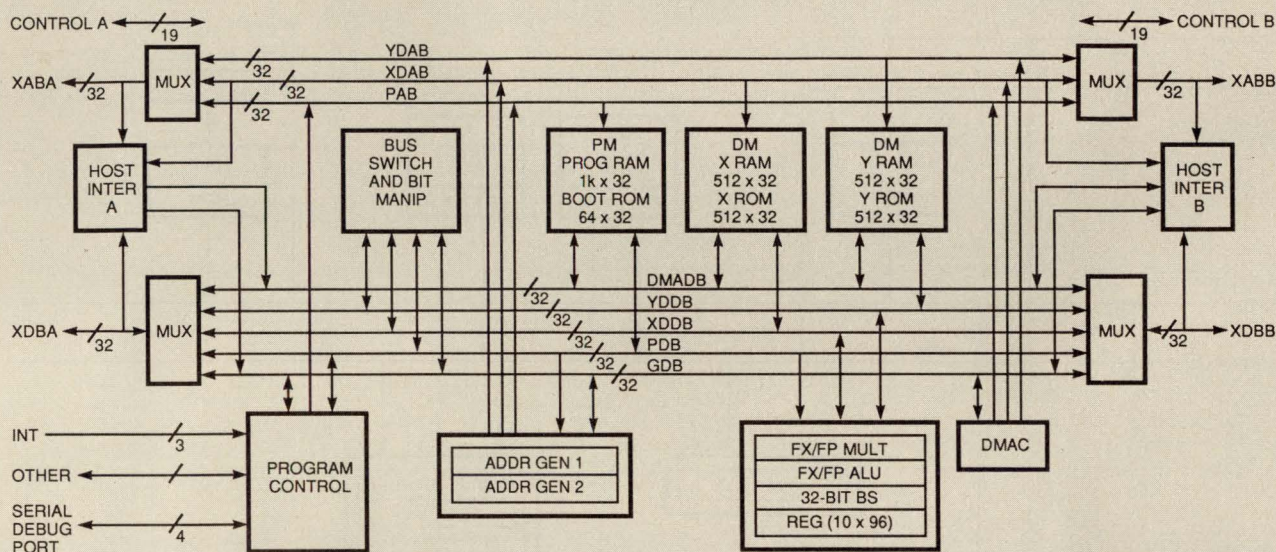 CONTROL A
19
CONTROL B
19
YDAB
32
XDAB
32
PAB
32
XABA
32
MUX
MUX
32
XABB
HOST
INTER
A
BUS
SWITCH
AND BIT
MANIP
PM
PROG RAM
1k x 32
BOOT ROM
64 x 32
DM
X RAM
512 x 32
X ROM
512 x 32
DM
Y RAM
512 x 32
Y ROM
512 x 32
HOST
INTER
B
XDBA
32
MUX
DMADB
32
YDDB
32
XDDB
32
PDB
32
GDB
32
MUX
32
XDBB
INT
3
OTHER
SERIAL
DEBUG
PORT
4
PROGRAM
CONTROL
ADDR GEN 1
ADDR GEN 2
FX/FP MULT
FX/FP ALU
32-BIT BS
REG (10 x 96)
DMAC